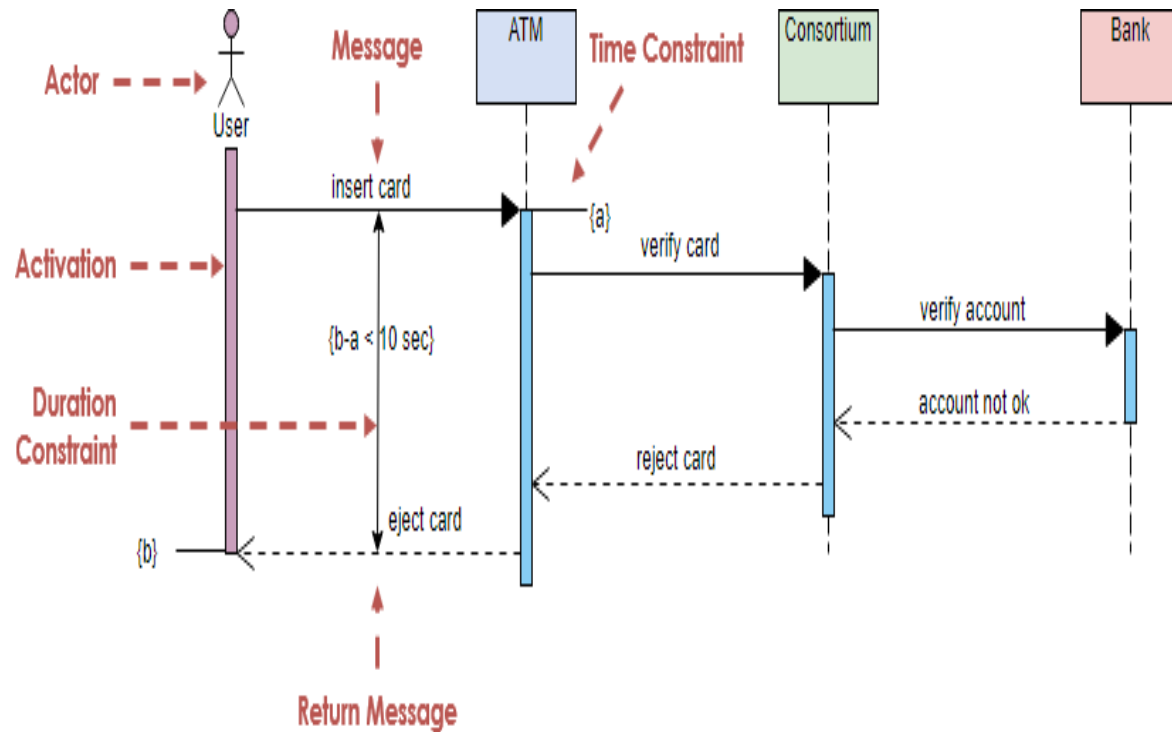 ATM
Consortium
Bank
Message
Time Constraint
Actor
User
insert card
{a}
verify card
Activation
verify account
{b-a < 10 sec}
Duration
Constraint
account not ok
reject card
eject card
{b}
Return Message